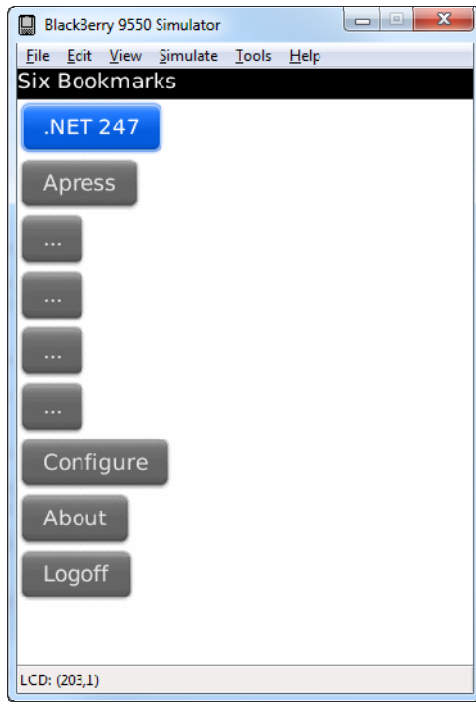 BlackBerry 9550 Simulator
File Edit View Simulate Tools Help
Six Bookmarks
.NET 247
Apress
...
...
...
...
Configure
About
Logoff
LCD: (203,1)